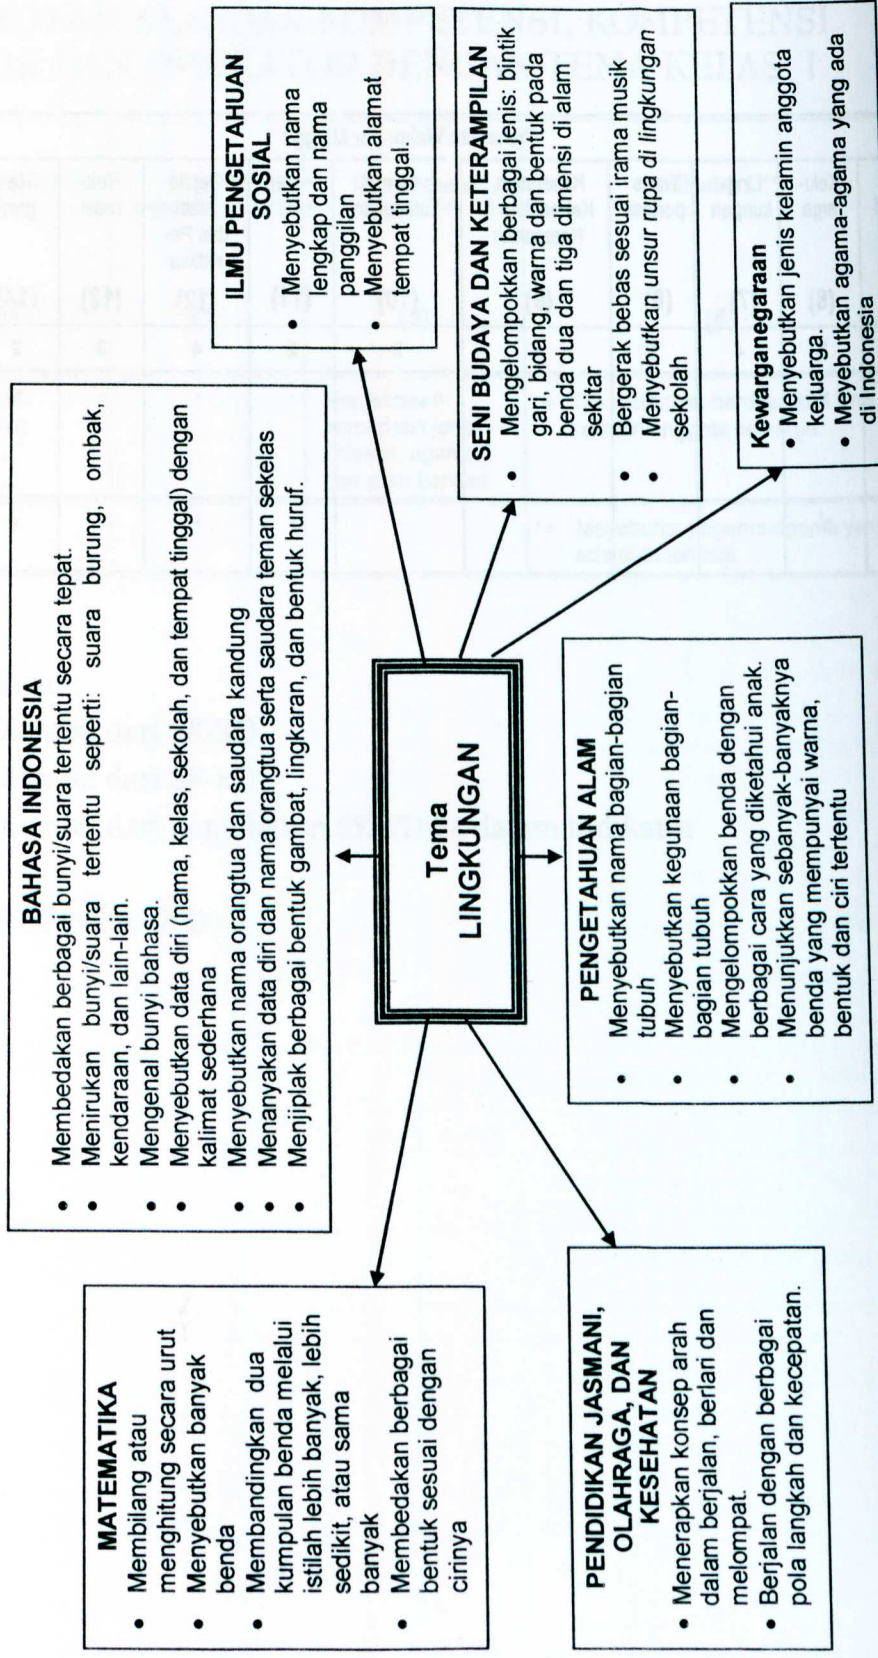 MATEMATIKA
• Membilang atau
menghitung secara urut
• Menyebutkan banyak
benda
• Membandingkan dua
kumpulan benda melalui
istilah lebih banyak, lebih
sedikit, atau sama
banyak
• Membedakan berbagai
bentuk sesuai dengan
cirinya
BAHASA INDONESIA
• Membedakan berbagai bunyi/suara tertentu secara tepat.
• Menirukan bunyi/suara tertentu seperti: suara burung, ombak,
kendaraan, dan lain-lain.
• Mengenal bunyi bahasa.
• Menyebutkan data diri (nama, kelas, sekolah, dan tempat tinggal) dengan
kalimat sederhana
• Menyebutkan nama orangtua dan saudara kandung
• Menanyakan data diri dan nama orangtua serta saudara teman sekelas
• Menjiplak berbagai bentuk gambat, lingkaran, dan bentuk huruf.
ILMU PENGETAHUAN
SOSIAL
• Menyebutkan nama
lengkap dan nama
panggilan
• Menyebutkan alamat
tempat tinggal
Tena
LINGKUNGAN
SENI BUDAYA DAN KETERAMPILAN
• Mengelompokkan berbagai jenis: bintik
gari, bidang,warna dan bentuk pada
benda dua dan tiga dimensi di alam
sekitar
• Bergerak bebas sesuai irama musik
• Menyebutkan unsur rupa di lingkungan
sekolah
PENDIDIKAN JASMANI,
OLAHRAGA, DAN
KESEHATAN
• Menerapkan konsep arah
dalam berjalan, berlari dan
melompat.
• Berjalan dengan berbagai
pola langkah dan kecepatan.
PENGETAHUAN ALAM
• Menyebutkan nama bagian-bagian
tubuh
• Menyebutkan kegunaan bagian-
bagian tubuh
• Mengelompokkan benda dengan
berbagai cara yang diketahui anak.
• Menunjukkan sebanyak-banyaknya
benda yang mempunyai warna,
bentuk dan ciri tertentu
Kewarganegaraan
• Menyebutkan jenis kelamin anggota
keluarga.
• Meyebutkan agama-agama yang ada
di indonesia